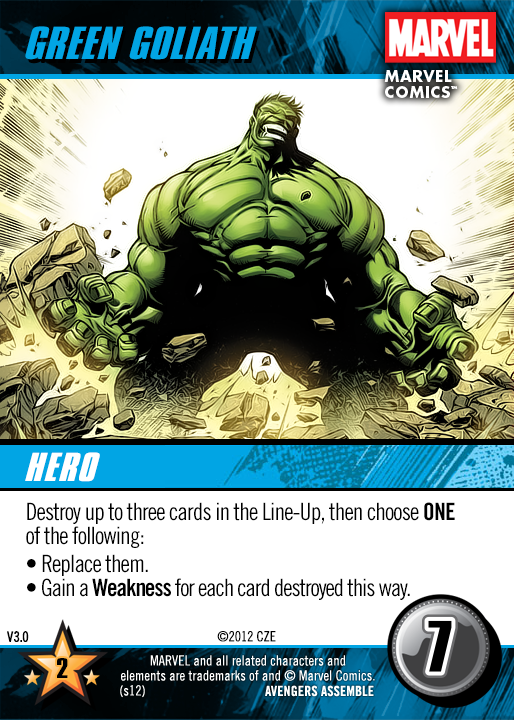 GREEN GOLIATH
MARVEL
MARVEL
COMICS™
HERO
Destroy up to three cards in the Line-Up, then choose ONE
of the following:
• Replace them.
• Gain a Weakness for each card destroyed this way.
V3.0
©2012 CZE
2
7
MARVEL and all related characters and
elements are trademarks of and © Marvel Comics.
(s12)
AVENGERS ASSEMBLE